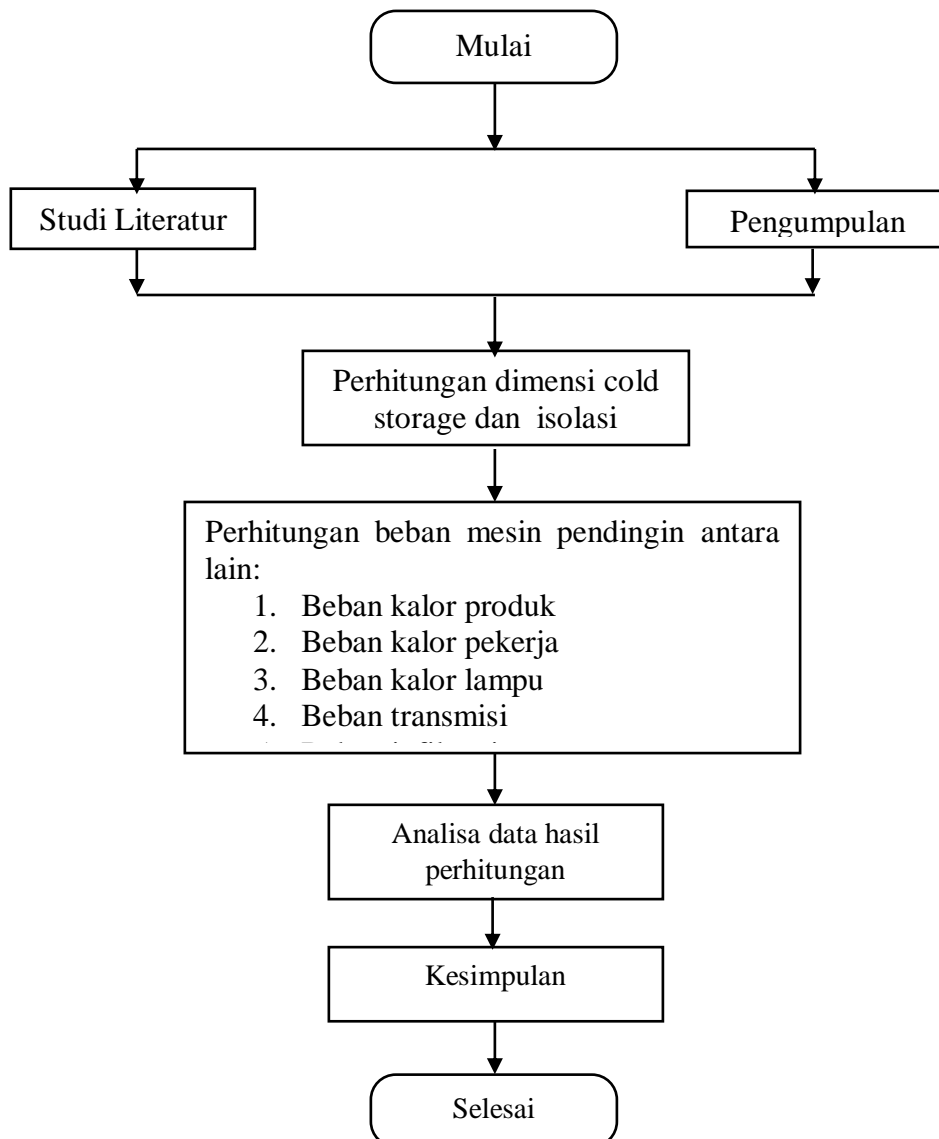 Mulai
Studi Literatur
Pengumpulan
Perhitungan dimensi cold
storage dan isolasi
Perhitungan beban mesin pendingin antara
lain:
1. Beban kalor produk
2. Beban kalor pekerja
3. Beban kalor lampu
4. Beban transmisi
Analisa data hasil
perhitungan
Kesimpulan
Selesai